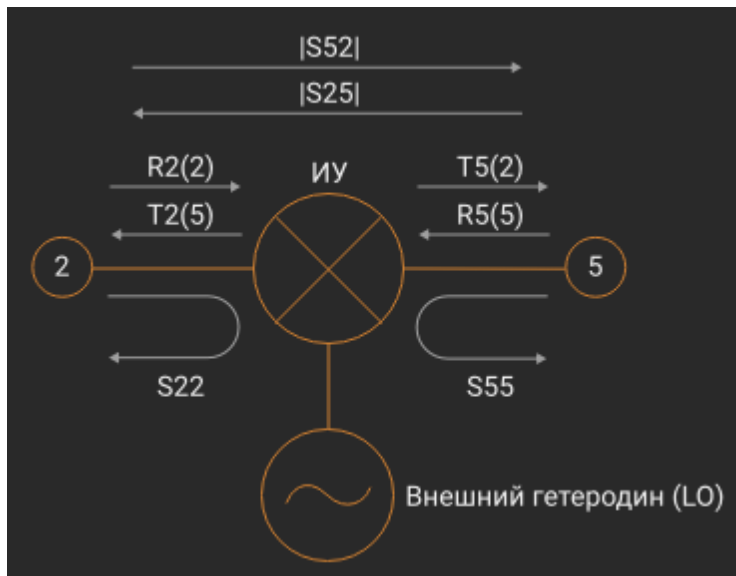 |S52|
|S25|
R2(2)
ИУ
T5(2)
T2(5)
R5(5)
2
5
S22
S55
Внешний гетеродин (LO)